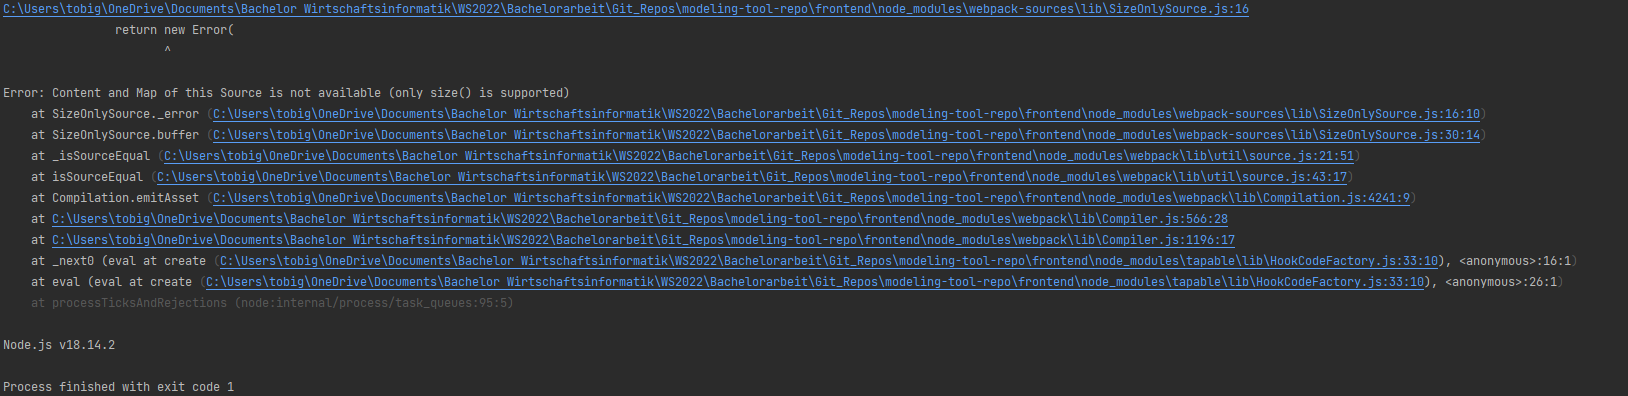 C:\Users\tobig\OneDrive\Documents\Bachelor Wirtschaftsinformatik\WS2022\Bachelorarbeit\Git_Repos\modeling-tool-repo\frontend\node_modules\webpack-sources\lib\SizeOnlySource.js:16
return new Error(
^
Error: Content and Map of this Source is not available (only size() is supported)
at SizeOnlySource._error (C:\Users\tobig\OneDrive\Documents\Bachelor Wirtschaftsinformatik\WS2022\Bachelorarbeit\Git_Repos\modeling-tool-repo\frontend\node_modules\webpack-sources\lib\SizeOnlySource.js:16:10)
at SizeOnlySource.buffer (C:\Users\tobig\OneDrive\Documents\Bachelor Wirtschaftsinformatik\WS2022\Bachelorarbeit\Git_Repos\modeling-tool-repo\frontend\node_modules\webpack-sources\lib\SizeOnlySource.js:30:14)
at _isSourceEqual (C:\Users\tobig\OneDrive\Documents\Bachelor Wirtschaftsinformatik\WS2022\Bachelorarbeit\Git_Repos\modeling-tool-repo\frontend\node_modules\webpack\lib\util\source.js:21:51)
at isSourceEqual (C:\Users\tobig\OneDrive\Documents\Bachelor Wirtschaftsinformatik\WS2022\Bachelorarbeit\Git_Repos\modeling-tool-repo\frontend\node_modules\webpack\lib\util\source.js:43:17)
at Compilation.emitAsset (C:\Users\tobig\OneDrive\Documents\Bachelor Wirtschaftsinformatik\WS2022\Bachelorarbeit\Git_Repos\modeling-tool-repo\frontend\node_modules\webpack\lib\Compilation.js:4241:9)
at C:\Users\tobig\OneDrive\Documents\Bachelor Wirtschaftsinformatik\WS2022\Bachelorarbeit\Git_Repos\modeling-tool-repo\frontend\node_modules\webpack\lib\Compiler.js:566:28
at C:\Users\tobig\OneDrive\Documents\Bachelor Wirtschaftsinformatik\WS2022\Bachelorarbeit\Git_Repos\modeling-tool-repo\frontend\node_modules\webpack\lib\Compiler.js:1196:17
at _next0 (eval at create (C:\Users\tobig\OneDrive\Documents\Bachelor Wirtschaftsinformatik\WS2022\Bachelorarbeit\Git_Repos\modeling-tool-repo\frontend\node_modules\tapable\lib\HookCodeFactory.js:33:10), <anonymous>:16:1)
at eval (eval at create (C:\Users\tobig\OneDrive\Documents\Bachelor Wirtschaftsinformatik\WS2022\Bachelorarbeit\Git_Repos\modeling-tool-repo\frontend\node_modules\tapable\lib\HookCodeFactory.js:33:10), <anonymous>:26:1)
at processTicksAndRejections (node:internal/process/task_queues:95:5)
Node.js v18.14.2
Process finished with exit code 1